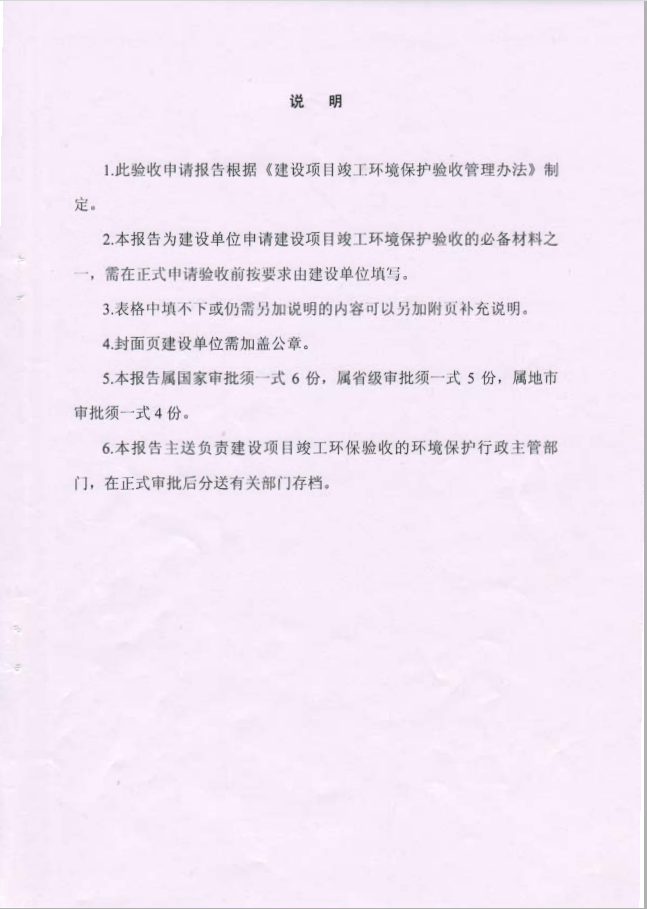 说 明
1.此验收申请报告根据《建设项目竣工环境保护验收管理办法》制
定。
2.本报告为建设单位申请建设项目竣工环境保护验收的必备材料之
一，需在正式申请验收前按要求由建设单位填写。
3.表格中填不下或仍需另加说明的内容可以另加附页补充说明。
4.封面页建设单位需加盖公章。
5.本报告属国家审批须一式 6 份，属省级审批须一式 5 份，属地市
审批须一式 4 份。
6.本报告主送负责建设项目竣工环保验收的环境保护行政主管部
门，在正式审批后分送有关部门存档。